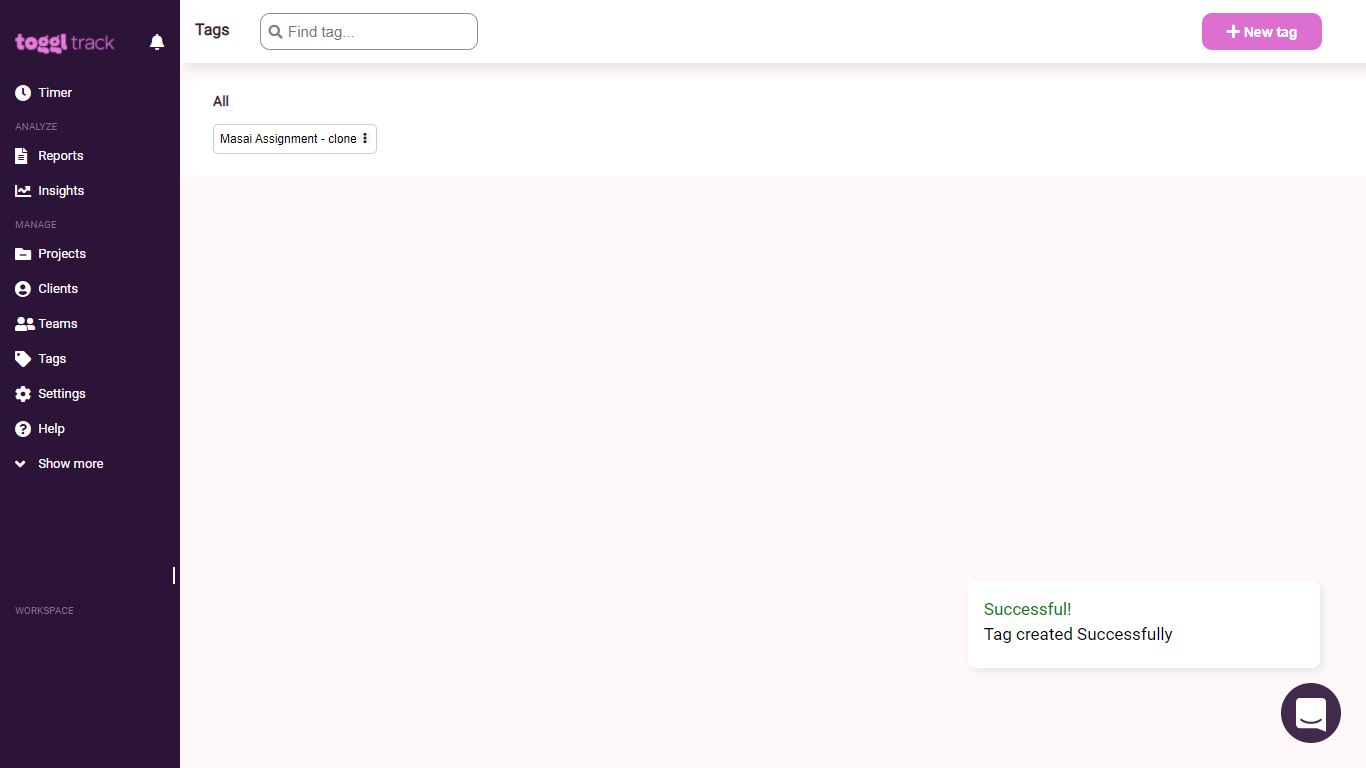 toggl track
Timer
ANALYZE
Reports
Insights
MANAGE
Projects
Clients
Teams
Tags
Settings
Help
Show more
WORKSPACE
Tags
Find tag...
New tag
All
Masai Assignment - clone
Successful!
Tag created Successfully